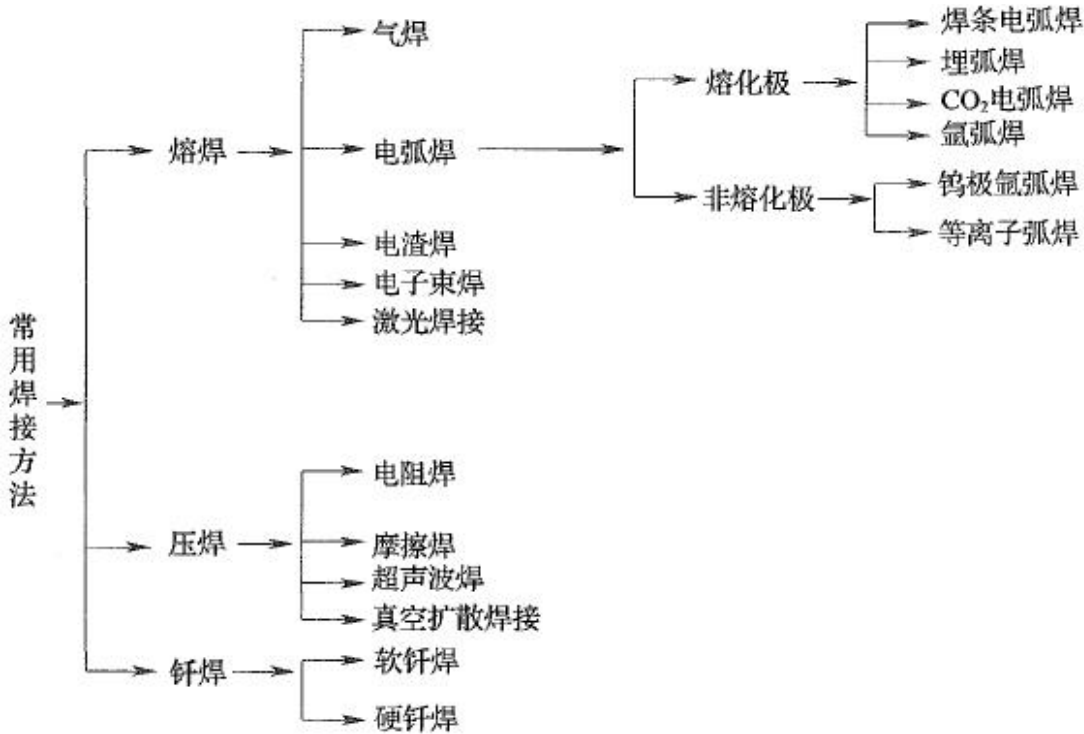 常用焊接方法
熔焊
气焊
电弧焊
熔化极
焊条电弧焊
埋弧焊
CO₂电弧焊
氩弧焊
非熔化极
钨极氩弧焊
等离子弧焊
电渣焊
电子束焊
激光焊接
压焊
电阻焊
摩擦焊
超声波焊
真空扩散焊接
钎焊
软钎焊
硬钎焊